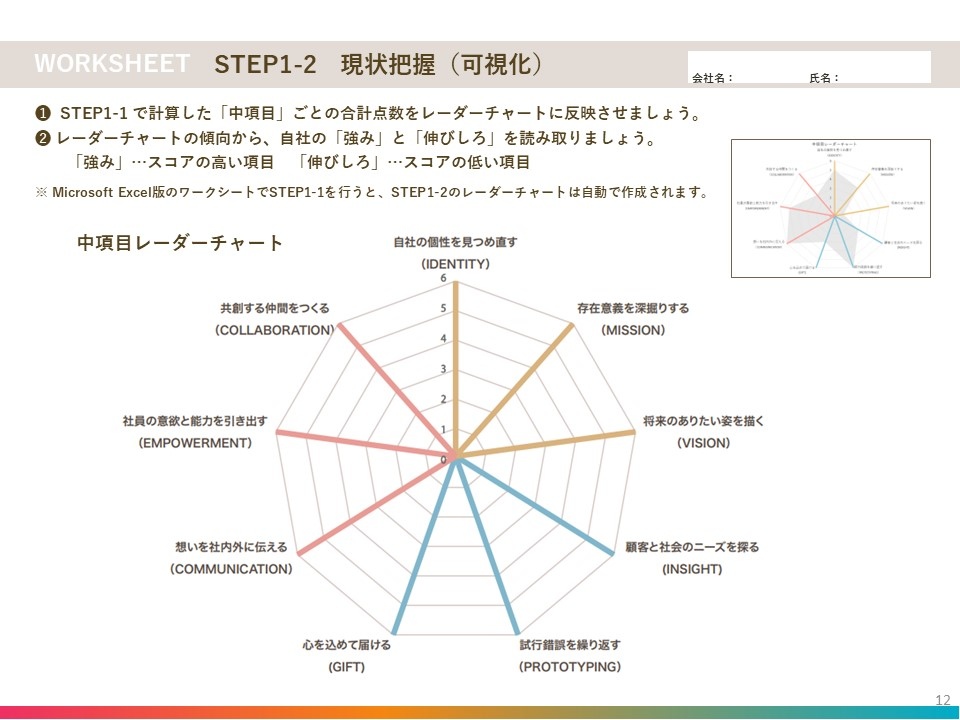 WORKSHEET STEP1-2 現状把握（可視化）
会社名： 氏名：
❶ STEP1-1で計算した「中項目」ごとの合計点数をレーダーチャートに反映させましょう。
❷ レーダーチャートの傾向から、自社の「強み」と「伸びしろ」を読み取りましょう。
「強み」…スコアの高い項目 「伸びしろ」…スコアの低い項目
※ Microsoft Excel版のワークシートでSTEP1-1を行うと、STEP1-2のレーダーチャートは自動で作成されます。
中項目レーダーチャート
中項目レーダーチャート
自社の個性を見つめ直す
(IDENTITY)
6
5
4
3
2
1
0
存在意義を深掘りする
(MISSION)
将来のありたい姿を描く
(VISION)
顧客と社会のニーズを探る
(INSIGHT)
試行錯誤を繰り返す
(PROTOTYPING)
心を込めて届ける
(GIFT)
想いを社内外に伝える
(COMMUNICATION)
社員の意欲と能力を引き出す
(EMPOWERMENT)
共創する仲間をつくる
(COLLABORATION)
12